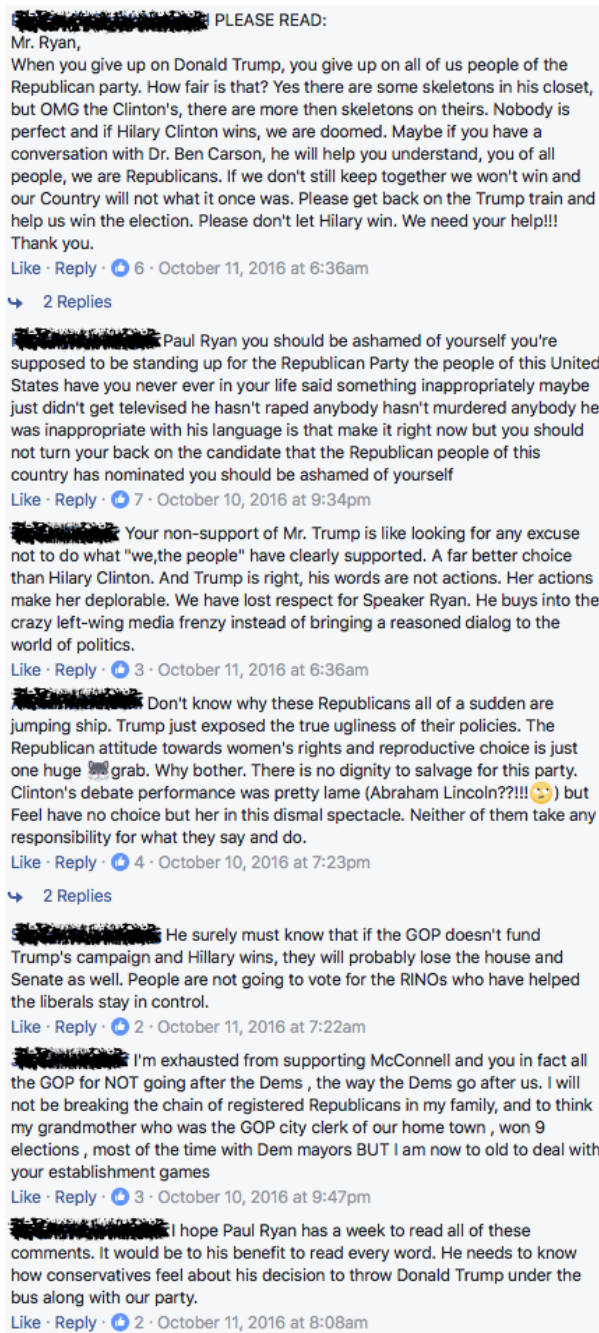 PLEASE READ:
Mr. Ryan,
When you give up on Donald Trump, you give up on all of us people of the
Republican party. How fair is that? Yes there are some skeletons in his closet,
but OMG the Clinton's, there are more then skeletons on theirs. Nobody is
perfect and if Hilary Clinton wins, we are doomed. Maybe if you have a
conversation with Dr. Ben Carson, he will help you understand, you of all
people, we are Republicans. If we don't still keep together we won't win and
our Country will not what it once was. Please get back on the Trump train and
help us win the election. Please don't let Hilary win. We need your help!!!
Thank you.
Like · Reply · 6 · October 11, 2016 at 6:36am
2 Replies
Paul Ryan you should be ashamed of yourself you're
supposed to be standing up for the Republican Party the people of this United
States have you never ever in your life said something inappropriately maybe
just didn't get televised he hasn't raped anybody hasn't murdered anybody he
was inappropriate with his language is that make it right now but you should
not turn your back on the candidate that the Republican people of this
country has nominated you should be ashamed of yourself
Like · Reply · 7 · October 10, 2016 at 9:34pm
Your non-support of Mr. Trump is like looking for any excuse
not to do what "we,the people" have clearly supported. A far better choice
than Hilary Clinton. And Trump is right, his words are not actions. Her actions
make her deplorable. We have lost respect for Speaker Ryan. He buys into the
crazy left-wing media frenzy instead of bringing a reasoned dialog to the
world of politics.
Like · Reply · 3 · October 11, 2016 at 6:36am
Don't know why these Republicans all of a sudden are
jumping ship. Trump just exposed the true ugliness of their policies. The
Republican attitude towards women's rights and reproductive choice is just
one huge 🐱 grab. Why bother. There is no dignity to salvage for this party.
Clinton's debate performance was pretty lame (Abraham Lincoln??!!!🙄) but
Feel have no choice but her in this dismal spectacle. Neither of them take any
responsibility for what they say and do.
Like · Reply · 4 · October 10, 2016 at 7:23pm
2 Replies
He surely must know that if the GOP doesn't fund
Trump's campaign and Hillary wins, they will probably lose the house and
Senate as well. People are not going to vote for the RINOs who have helped
the liberals stay in control.
Like · Reply · 2 · October 11, 2016 at 7:22am
I'm exhausted from supporting McConnell and you in fact all
the GOP for NOT going after the Dems , the way the Dems go after us. I will
not be breaking the chain of registered Republicans in my family, and to think
my grandmother who was the GOP city clerk of our home town , won 9
elections , most of the time with Dem mayors BUT I am now to old to deal with
your establishment games
Like · Reply · 3 · October 10, 2016 at 9:47pm
I hope Paul Ryan has a week to read all of these
comments. It would be to his benefit to read every word. He needs to know
how conservatives feel about his decision to throw Donald Trump under the
bus along with our party.
Like · Reply · 2 · October 11, 2016 at 8:08am